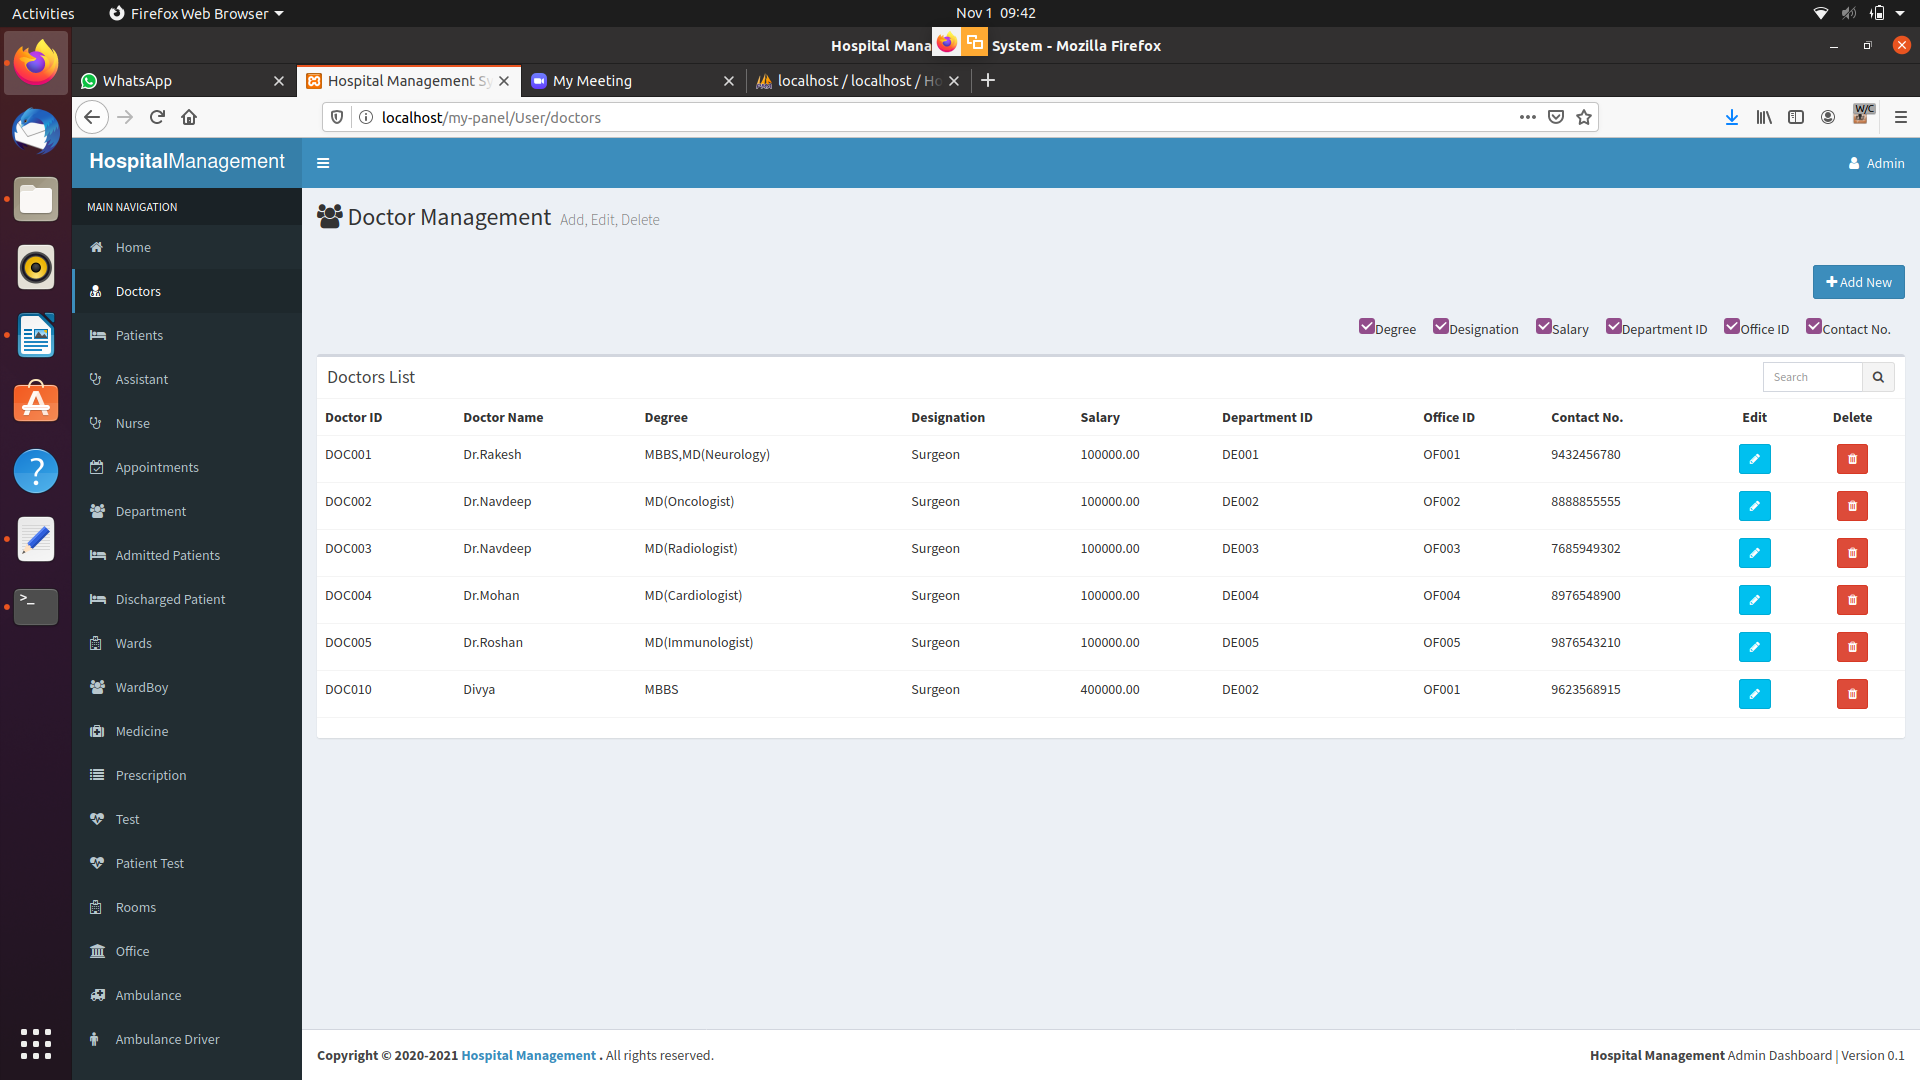 Activities Firefox Web Browser Nov 1 09:42
Hospital Mana System - Mozilla Firefox
WhatsApp Hospital Management Sy My Meeting localhost / localhost / Ho
localhost/my-panel/User/doctors W/C
HospitalManagement Admin
MAIN NAVIGATION
Home
Doctors
Patients
Assistant
Nurse
Appointments
Department
Admitted Patients
Discharged Patient
Wards
WardBoy
Medicine
Prescription
Test
Patient Test
Rooms
Office
Ambulance
Ambulance Driver
Doctor Management Add, Edit, Delete
Add New
Degree Designation Salary Department ID Office ID Contact No.
Doctors List Search
Doctor ID Doctor Name Degree Designation Salary Department ID Office ID Contact No. Edit Delete
DOC001 Dr.Rakesh MBBS,MD(Neurology) Surgeon 100000.00 DE001 OF001 9432456780
DOC002 Dr.Navdeep MD(Oncologist) Surgeon 100000.00 DE002 OF002 8888855555
DOC003 Dr.Navdeep MD(Radiologist) Surgeon 100000.00 DE003 OF003 7685949302
DOC004 Dr.Mohan MD(Cardiologist) Surgeon 100000.00 DE004 OF004 8976548900
DOC005 Dr.Roshan MD(Immunologist) Surgeon 100000.00 DE005 OF005 9876543210
DOC010 Divya MBBS Surgeon 400000.00 DE002 OF001 9623568915
Copyright © 2020-2021 Hospital Management . All rights reserved. Hospital Management Admin Dashboard | Version 0.1